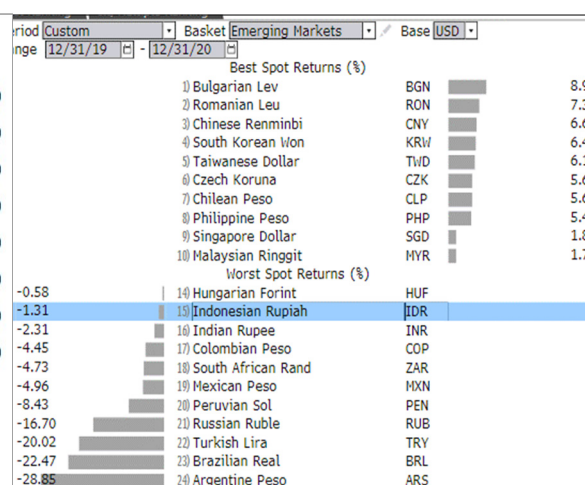 Custom Basket Emerging Markets Base USD
12/31/19 - 12/31/20
Best Spot Returns (%)
1) Bulgarian Lev BGN
2) Romanian Leu RON
3) Chinese Renminbi CNY
4) South Korean Won KRW
5) Taiwanese Dollar TWD
6) Czech Koruna CZK
7) Chilean Peso CLP
8) Philippine Peso PHP
9) Singapore Dollar SGD
10) Malaysian Ringgit MYR
Worst Spot Returns (%)
-0.58 14) Hungarian Forint HUF
-1.31 15) Indonesian Rupiah IDR
-2.31 16) Indian Rupee INR
-4.45 17) Colombian Peso COP
-4.73 18) South African Rand ZAR
-4.96 19) Mexican Peso MXN
-8.43 20) Peruvian Sol PEN
-16.70 21) Russian Ruble RUB
-20.02 22) Turkish Lira TRY
-22.47 23) Brazilian Real BRL
-28.85 24) Argentine Peso ARS